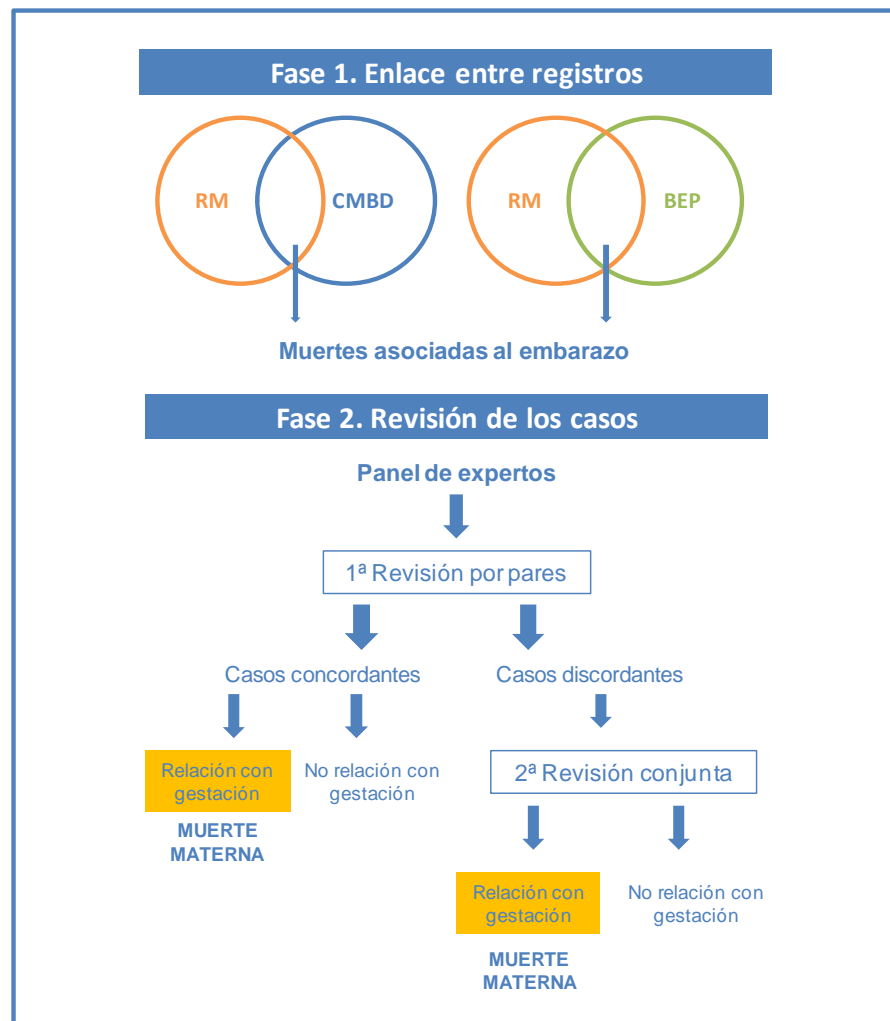 Fase 1. Enlace entre registros
RM
CMBD
RM
BEP
Muertes asociadas al embarazo
Fase 2. Revisión de los casos
Panel de expertos
1ª Revisión por pares
Casos concordantes
Casos discordantes
Relación con
gestación
No relación con
gestación
MUERTE
MATERNA
2ª Revisión conjunta
Relación con
gestación
No relación con
gestación
MUERTE
MATERNA